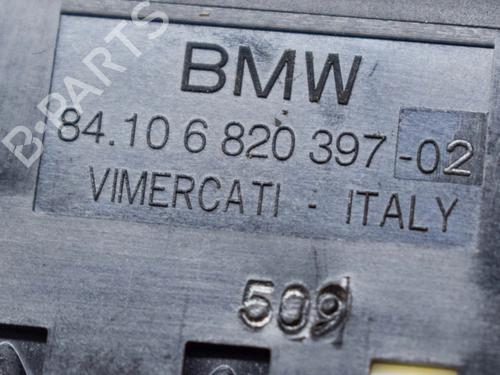 BMW
84.10 6 820 397-02
VIMERCATI - ITALY
509
B-PARTS